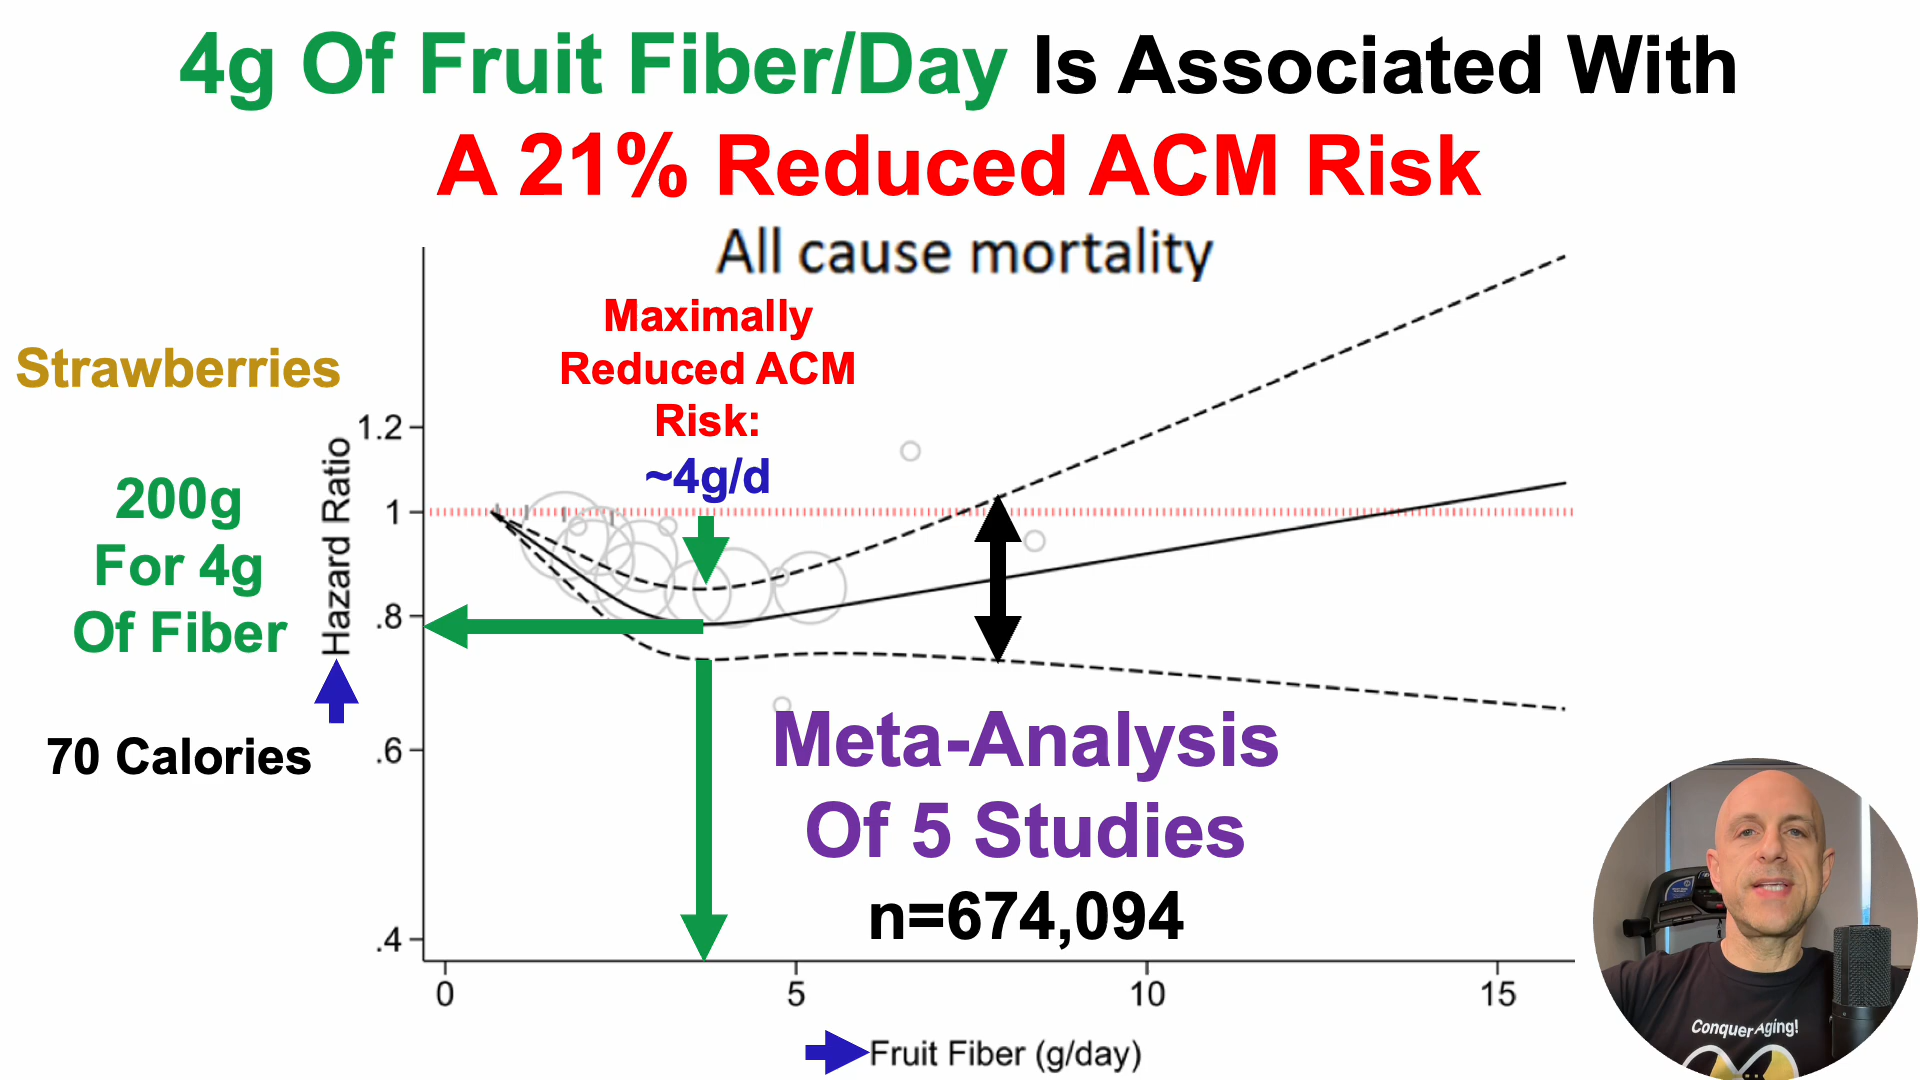 4g Of Fruit Fiber/Day Is Associated With
A 21% Reduced ACM Risk
All cause mortality
Maximally
Reduced ACM
Risk:
~4g/d
Strawberries
200g
For 4g
Of Fiber
70 Calories
Hazard Ratio
1.2
1
.8
.6
.4
Meta-Analysis
Of 5 Studies
n=674,094
0
5
10
15
Fruit Fiber (g/day)
Conquer Aging!